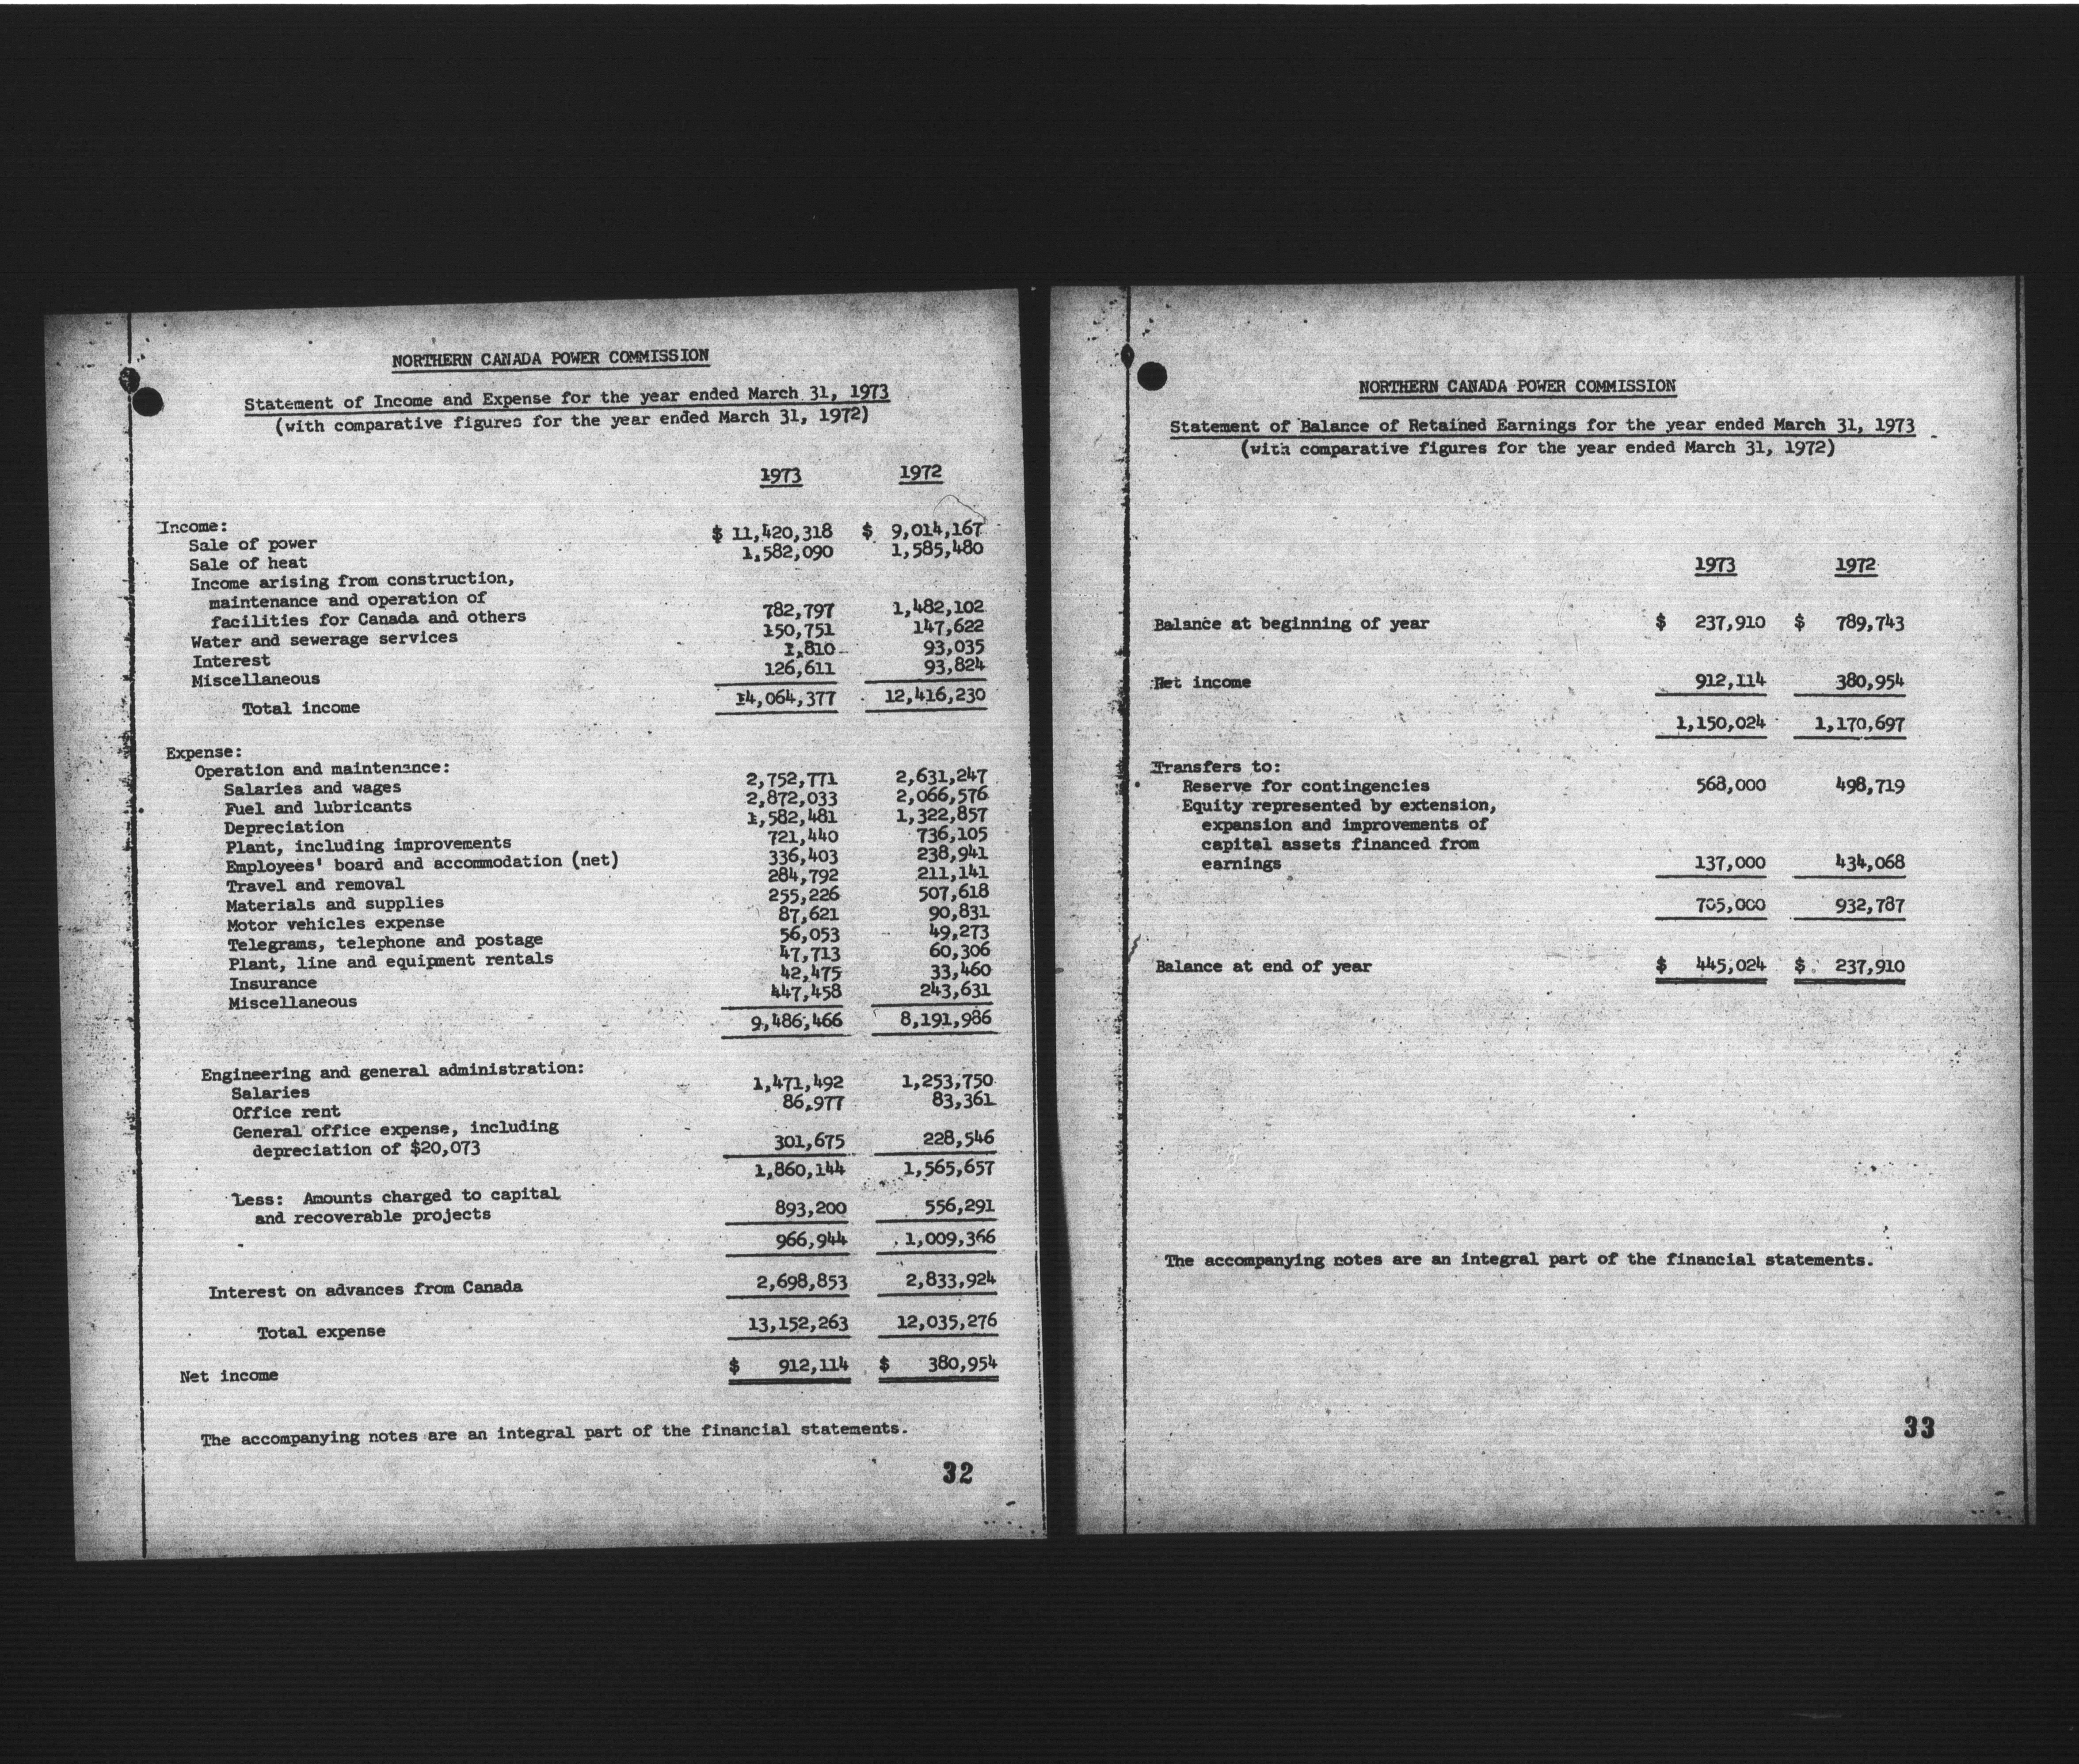 NORTHERN CANADA POWER COMMISSION
Statement of Income and Expense for the year ended March 31, 1973
(with comparative figures for the year ended March 31, 1972)
1973 1972
Income:
Sale of power $ 11,420,318 $ 9,014,167
Sale of heat 1,582,090 1,585,480
Income arising from construction,
maintenance and operation of
facilities for Canada and others 782,797 1,482,102
Water and sewerage services 150,751 147,622
Interest 1,810 93,035
Miscellaneous 126,611 93,824
Total income 14,064,377 12,416,230
Expense:
Operation and maintenance:
Salaries and wages 2,752,771 2,631,247
Fuel and lubricants 2,872,033 2,066,576
Depreciation 1,582,481 1,322,857
Plant, including improvements 721,440 736,105
Employees' board and accommodation (net) 336,403 238,941
Travel and removal 284,792 211,141
Materials and supplies 255,226 507,618
Motor vehicles expense 87,621 90,831
Telegrams, telephone and postage 56,053 49,273
Plant, line and equipment rentals 47,713 60,306
Insurance 42,475 33,460
Miscellaneous 447,458 243,631
9,486,466 8,191,986
Engineering and general administration:
Salaries 1,471,492 1,253,750
Office rent 86,977 83,361
General office expense, including
depreciation of $20,073 301,675 228,546
1,860,144 1,565,657
Less: Amounts charged to capital
and recoverable projects 893,200 556,291
966,944 1,009,366
Interest on advances from Canada 2,698,853 2,833,924
Total expense 13,152,263 12,035,276
Net income $ 912,114 $ 380,954
The accompanying notes are an integral part of the financial statements.
32
NORTHERN CANADA POWER COMMISSION
Statement of Balance of Retained Earnings for the year ended March 31, 1973
(with comparative figures for the year ended March 31, 1972)
1973 1972
Balance at beginning of year $ 237,910 $ 789,743
Net income 912,114 380,954
1,150,024 1,170,697
Transfers to:
Reserve for contingencies 568,000 498,719
Equity represented by extension,
expansion and improvements of
capital assets financed from
earnings 137,000 434,068
705,000 932,787
Balance at end of year $ 445,024 $ 237,910
The accompanying notes are an integral part of the financial statements.
33